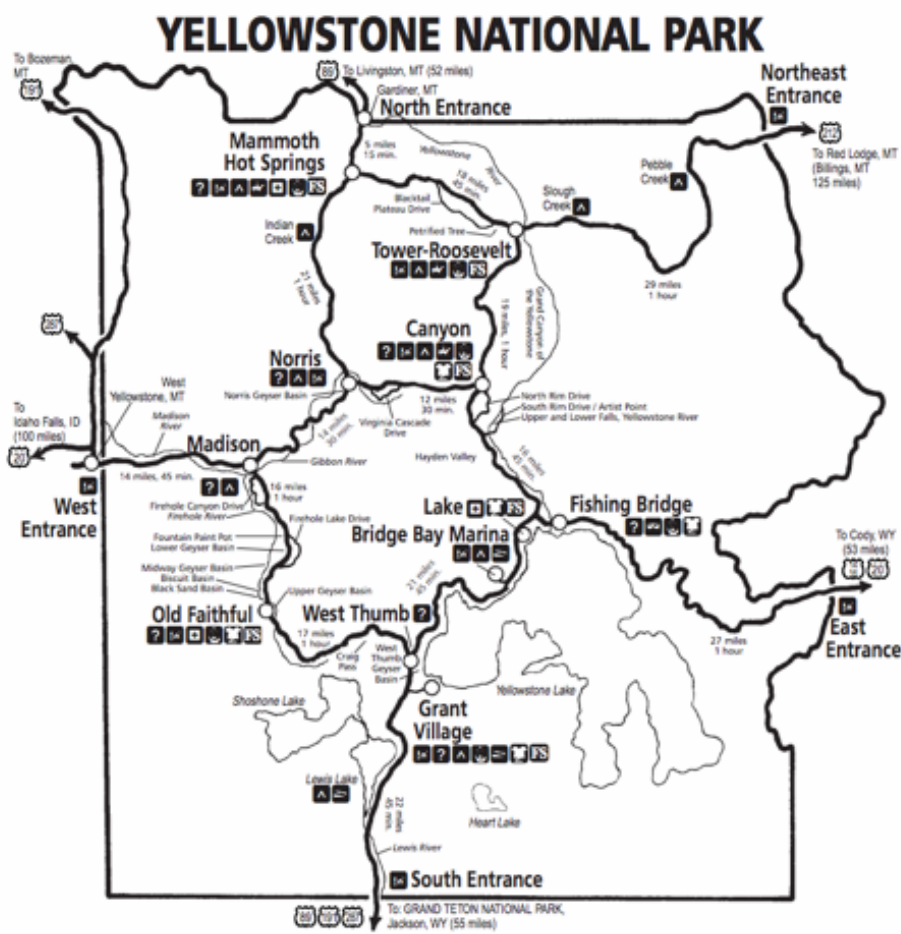 YELLOWSTONE NATIONAL PARK
To Bozeman,
MT
191
89
To Livingston, MT (52 miles)
Gardiner, MT
North Entrance
Northeast
Entrance
212
To Red Lodge, MT
(Billings, MT
125 miles)
Mammoth
Hot Springs
5 miles
15 min.
Yellowstone
River
18 miles
45 min.
Blacktail
Plateau Drive
Petrified Tree
Slough
Creek
Pebble
Creek
Indian
Creek
Tower-Roosevelt
29 miles
1 hour
21 miles
1 hour
Grand Canyon of
the Yellowstone
19 miles, 1 hour
Canyon
287
Norris
Norris Geyser Basin
12 miles
30 min.
North Rim Drive
South Rim Drive / Artist Point
Upper and Lower Falls, Yellowstone River
West
Yellowstone, MT
Virginia Cascade
Drive
14 miles
30 min.
To
Idaho Falls, ID
(100 miles)
20
Madison
River
Madison
Gibbon River
Hayden Valley
16 miles
45 min.
14 miles, 45 min.
16 miles
1 hour
West
Entrance
Firehole Canyon Drive
Firehole River
Firehole Lake Drive
Lake
Fishing Bridge
Fountain Paint Pot
Lower Geyser Basin
Bridge Bay Marina
To Cody, WY
(53 miles)
20
Midway Geyser Basin
Biscuit Basin
Black Sand Basin
Upper Geyser Basin
21 miles
45 min.
Old Faithful
West Thumb
17 miles
1 hour
Craig
Pass
West
Thumb
Geyser
Basin
27 miles
1 hour
East
Entrance
Shoshone Lake
Yellowstone Lake
Grant
Village
Lewis Lake
22 miles
45 min.
Heart Lake
Lewis River
South Entrance
89
191
287
To: GRAND TETON NATIONAL PARK,
Jackson, WY (55 miles)